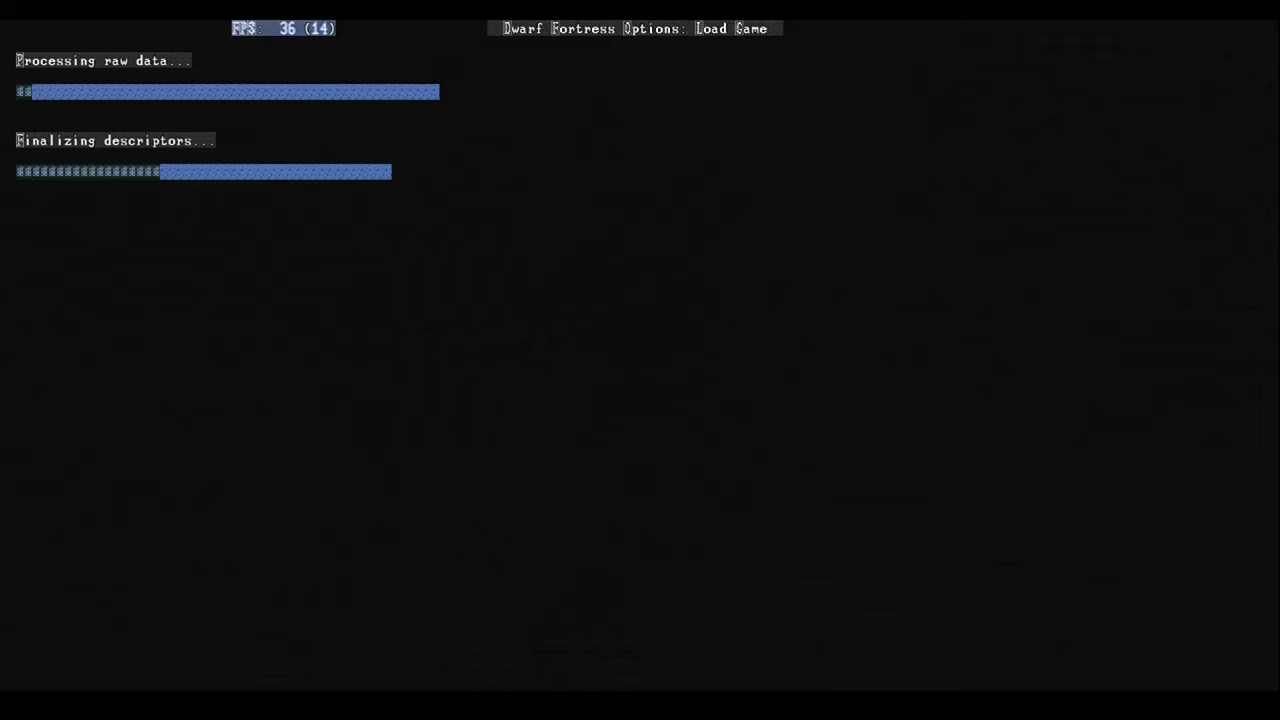 FPS: 36 (14)
Dwarf Fortress Options: Load Game
Processing raw data...
Finalizing descriptors...